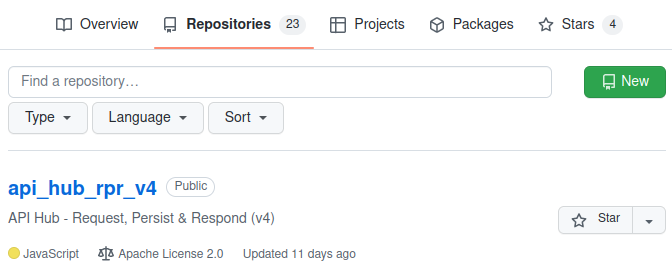 Overview Repositories 23 Projects Packages Stars 4
Find a repository… New
Type Language Sort
api_hub_rpr_v4 Public
API Hub - Request, Persist & Respond (v4)
Star
JavaScript Apache License 2.0 Updated 11 days ago